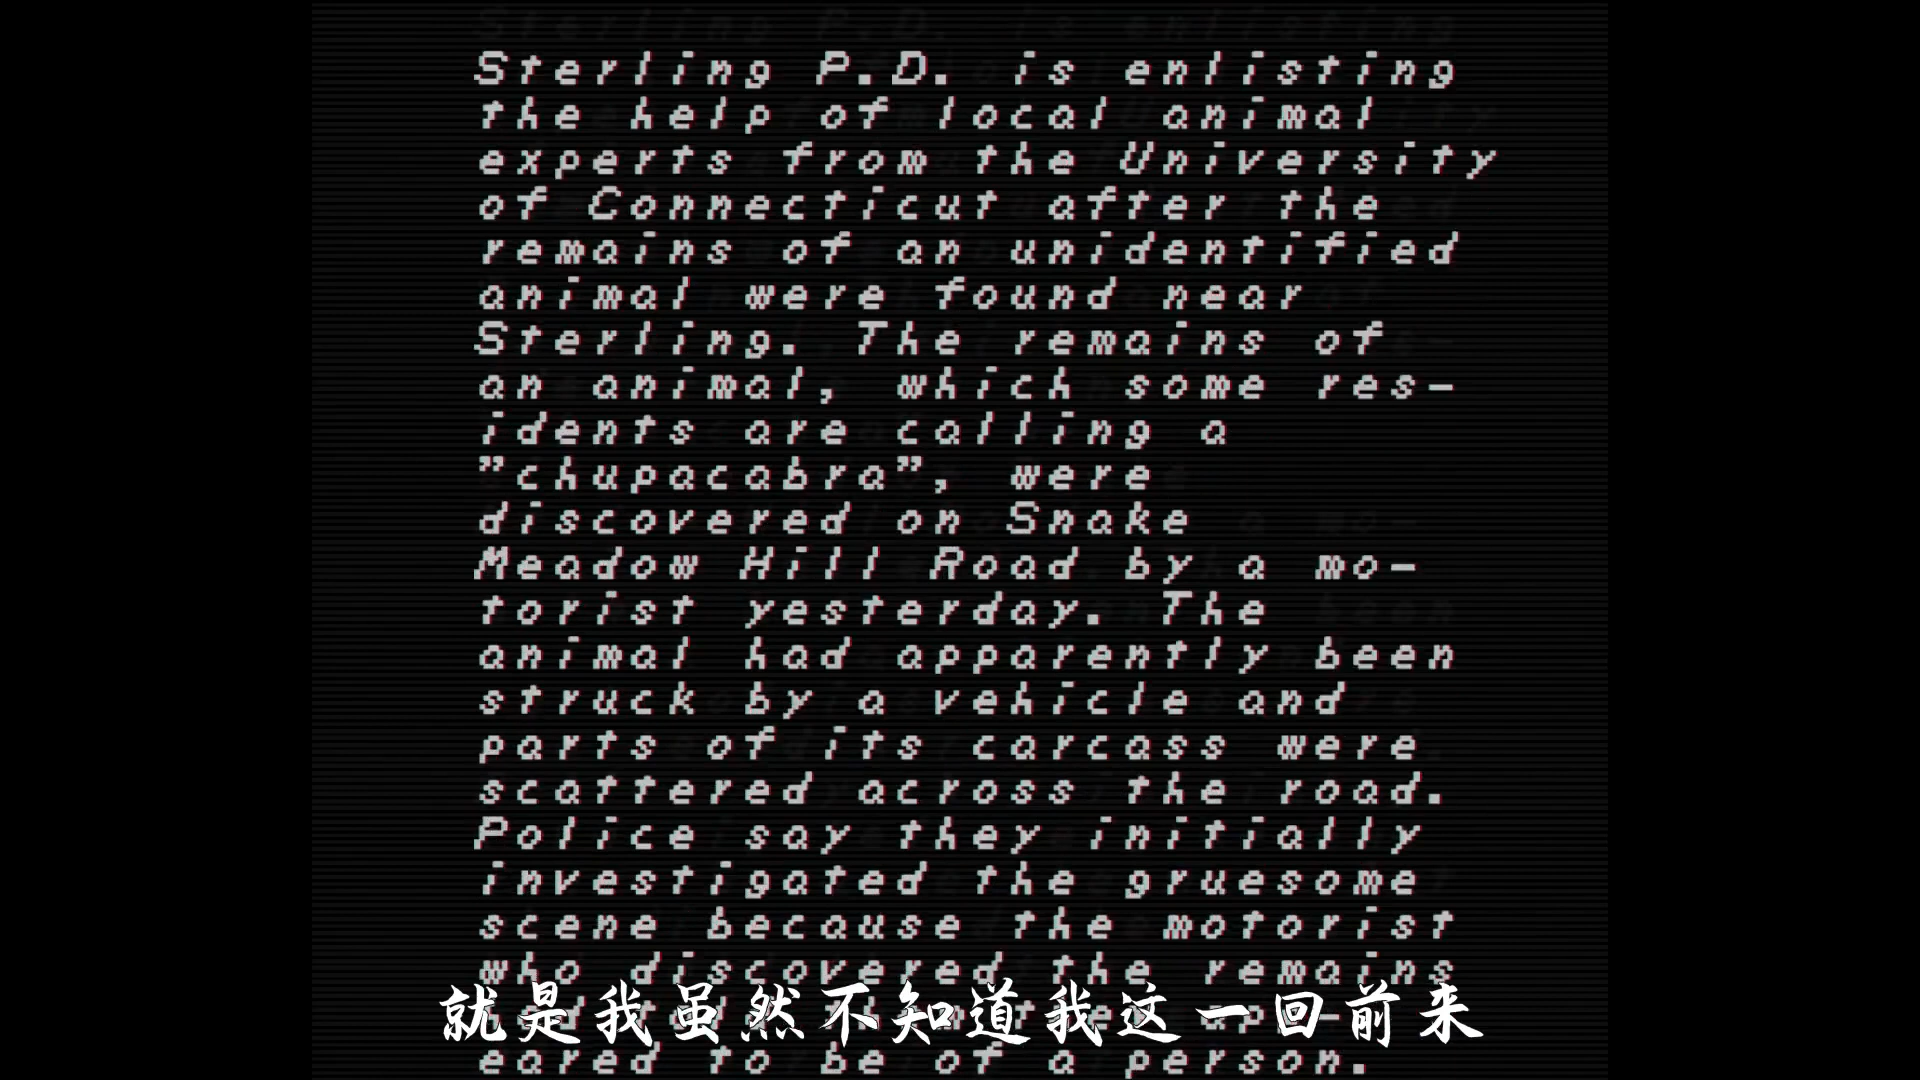 Sterling P.D. is enlisting
the help of local animal
experts from the University
of Connecticut after the
remains of an unidentified
animal were found near
Sterling. The remains of
an animal, which some res-
idents are calling a
"chupacabra", were
discovered on Snake
Meadow Hill Road by a mo-
torist yesterday. The
animal had apparently been
struck by a vehicle and
parts of its carcass were
scattered across the road.
Police say they initially
investigated the gruesome
scene because the motorist
who discovered the remains
就是我虽然不知道我这一回前来
eared to be of a person.